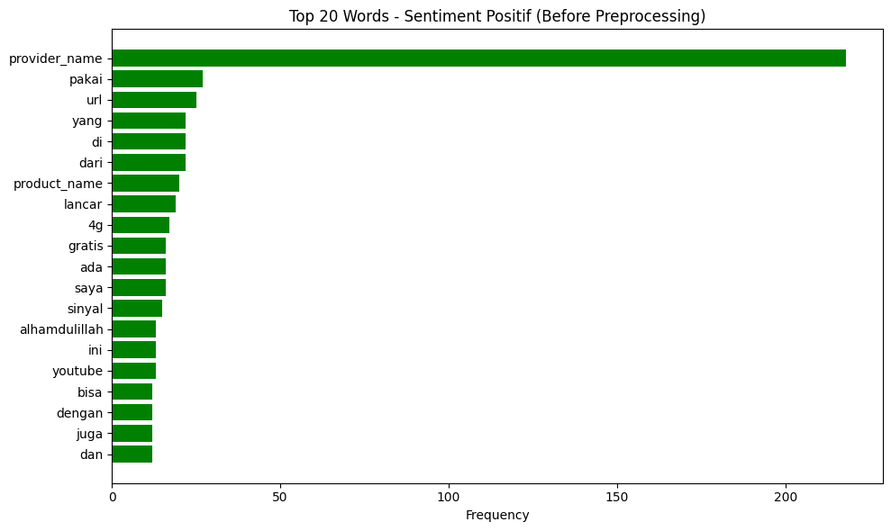 Top 20 Words - Sentiment Positif (Before Preprocessing)
provider_name
pakai
url
yang
di
dari
product_name
lancar
4g
gratis
ada
saya
sinyal
alhamdulillah
ini
youtube
bisa
dengan
juga
dan
0 50 100 150 200
Frequency